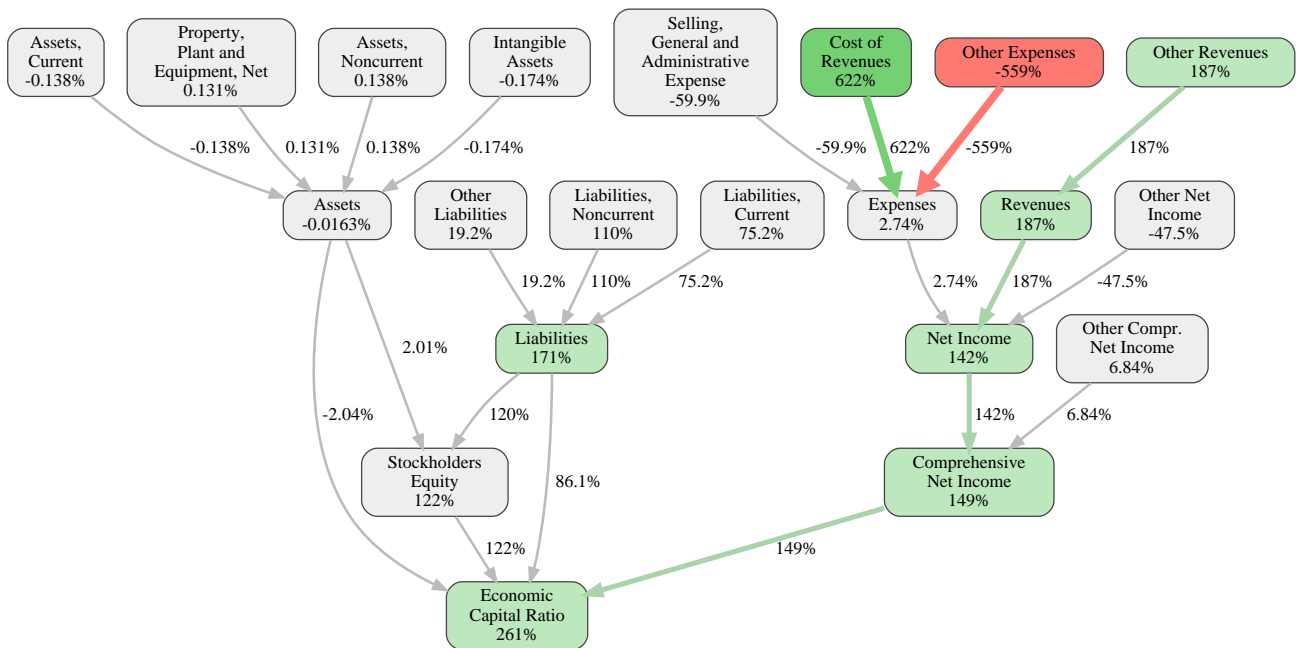 Assets,
Current
-0.138%
Property,
Plant and
Equipment, Net
0.131%
Assets,
Noncurrent
0.138%
Intangible
Assets
-0.174%
Selling,
General and
Administrative
Expense
-59.9%
Cost of
Revenues
622%
Other Expenses
-559%
Other Revenues
187%
-0.138%
0.131%
0.138%
-0.174%
-59.9%
622%
-559%
187%
Assets
-0.0163%
Other
Liabilities
19.2%
Liabilities,
Noncurrent
110%
Liabilities,
Current
75.2%
Expenses
2.74%
Revenues
187%
Other Net
Income
-47.5%
19.2%
110%
75.2%
2.74%
187%
-47.5%
2.01%
Liabilities
171%
Net Income
142%
Other Compr.
Net Income
6.84%
-2.04%
120%
142%
6.84%
Stockholders
Equity
122%
86.1%
Comprehensive
Net Income
149%
122%
149%
Economic
Capital Ratio
261%